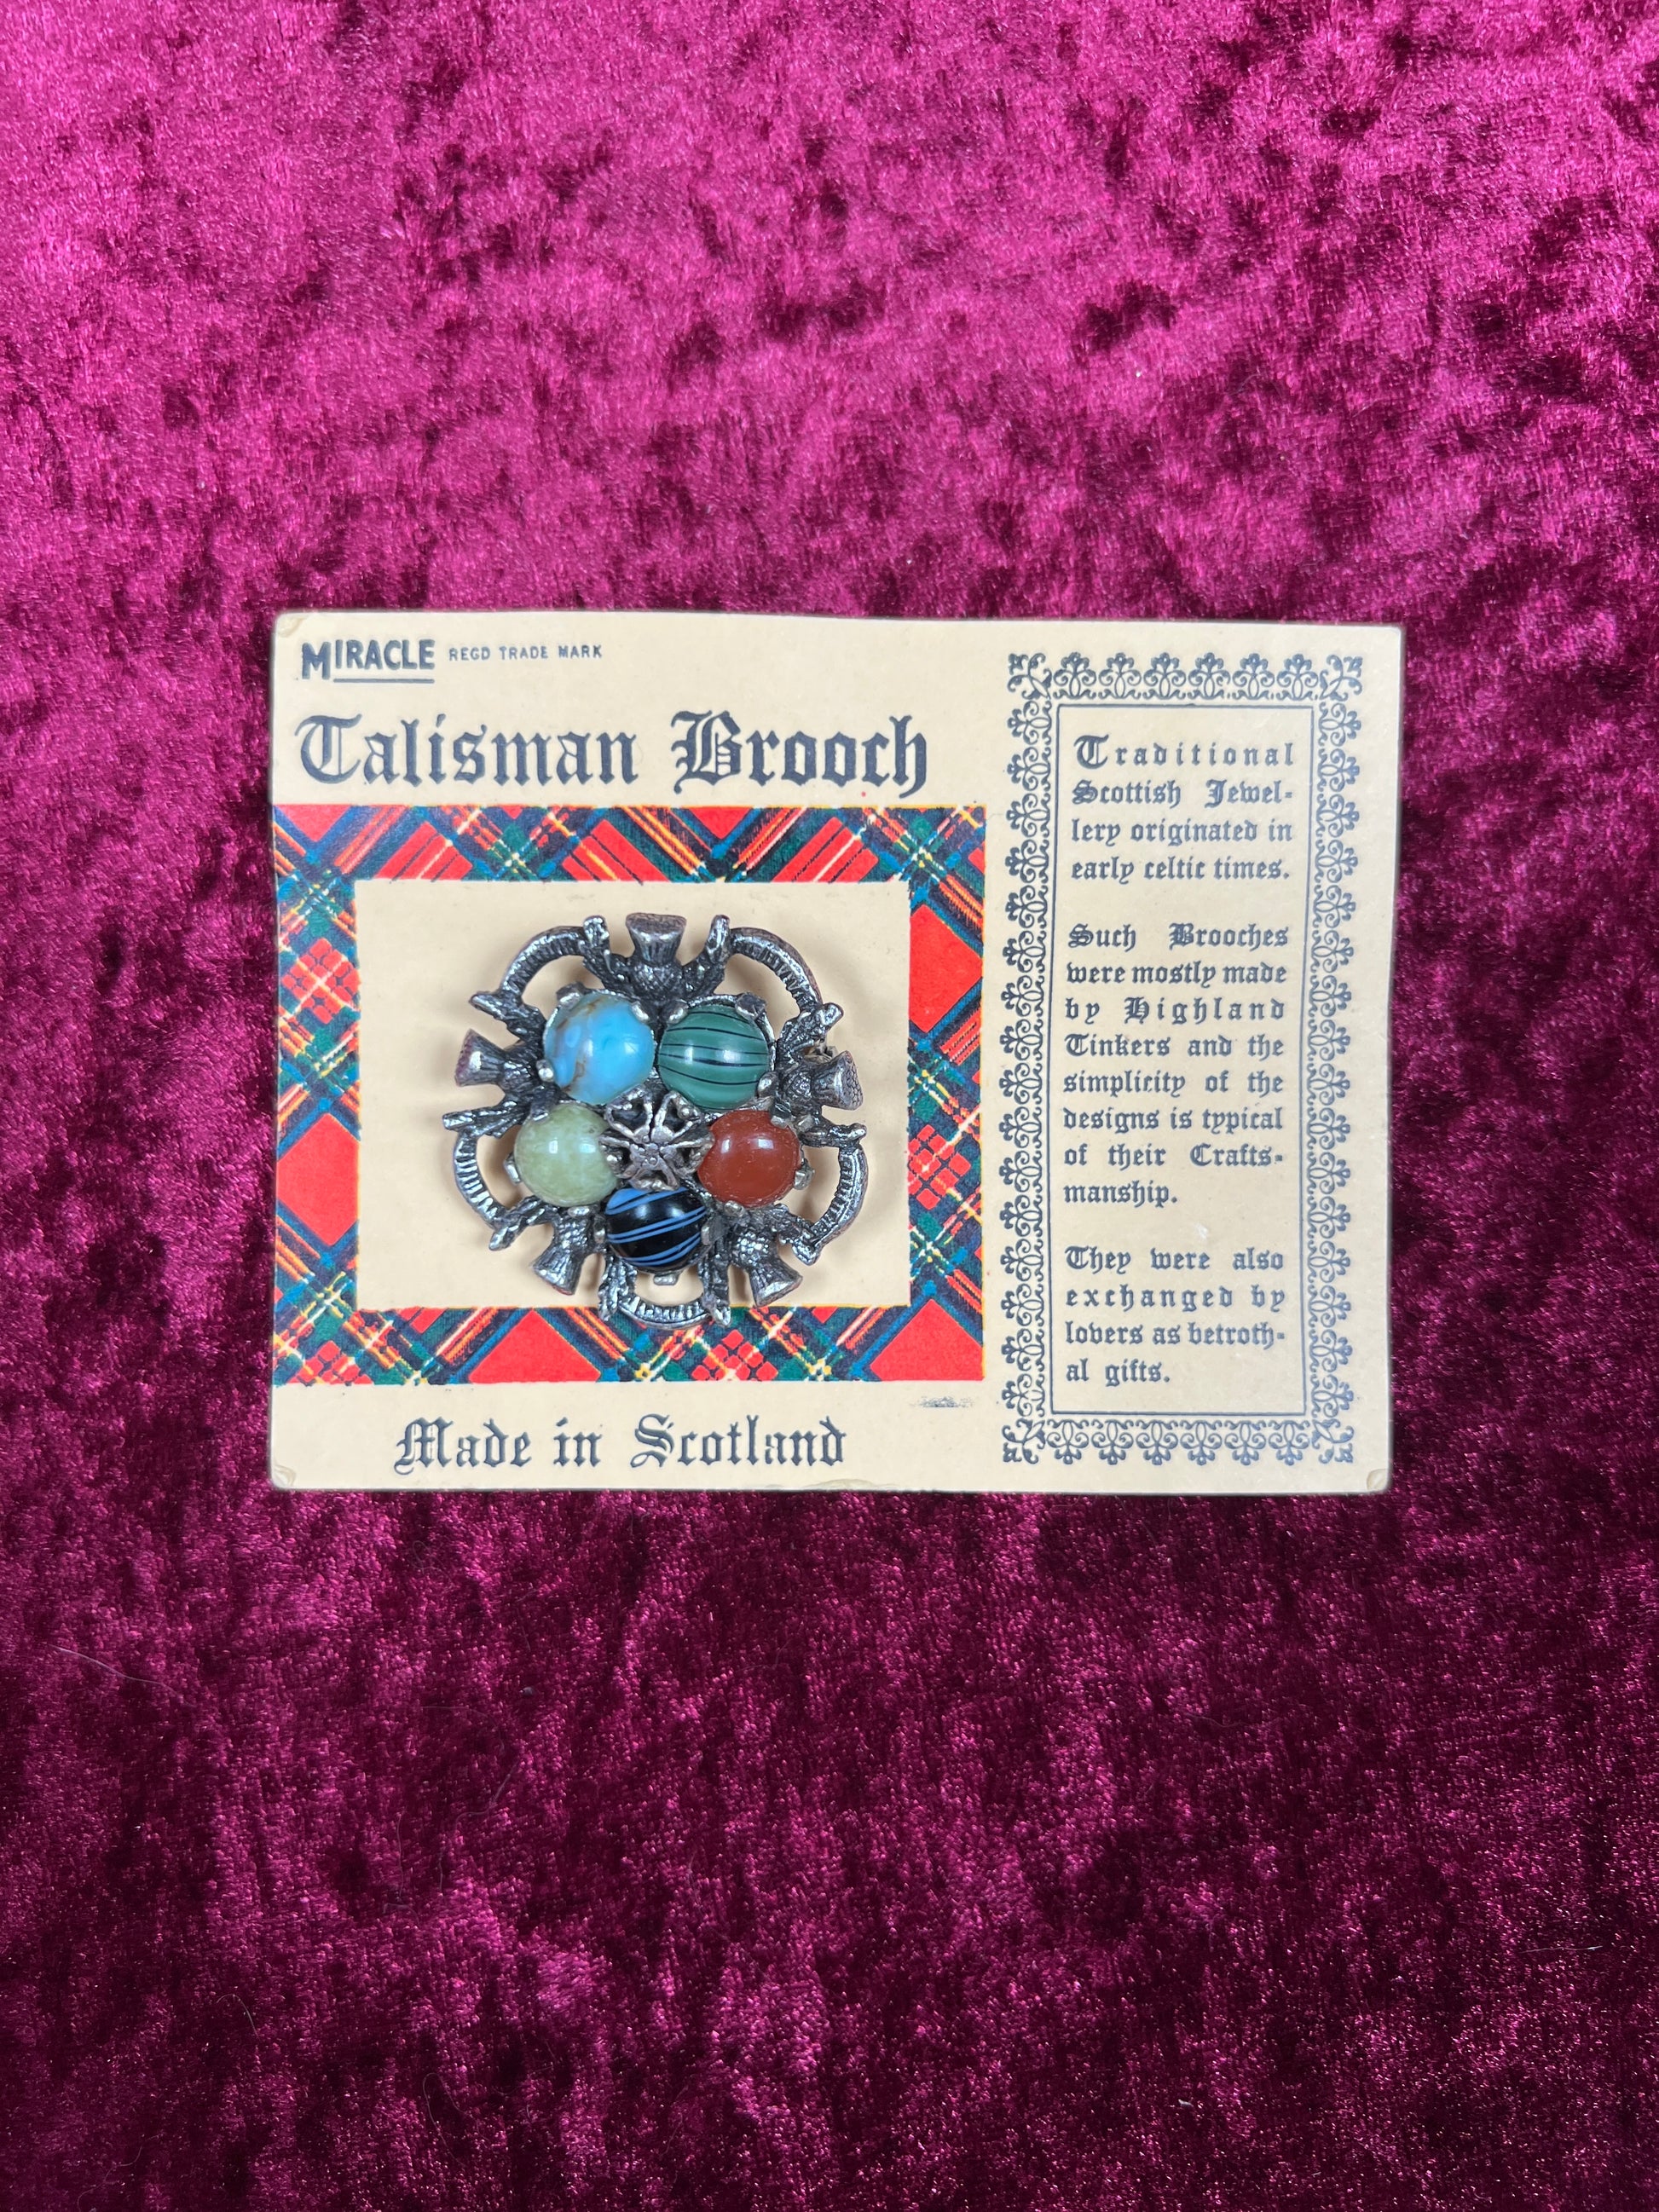 MIRACLE REGD TRADE MARK
Talisman Brooch
Made in Scotland
Traditional
Scottish Jewel-
lery originated in
early celtic times.
Such Brooches
were mostly made
by Highland
Tinkers and the
simplicity of the
designs is typical
of their Crafts-
manship.
They were also
exchanged by
lovers as betroth-
al gifts.